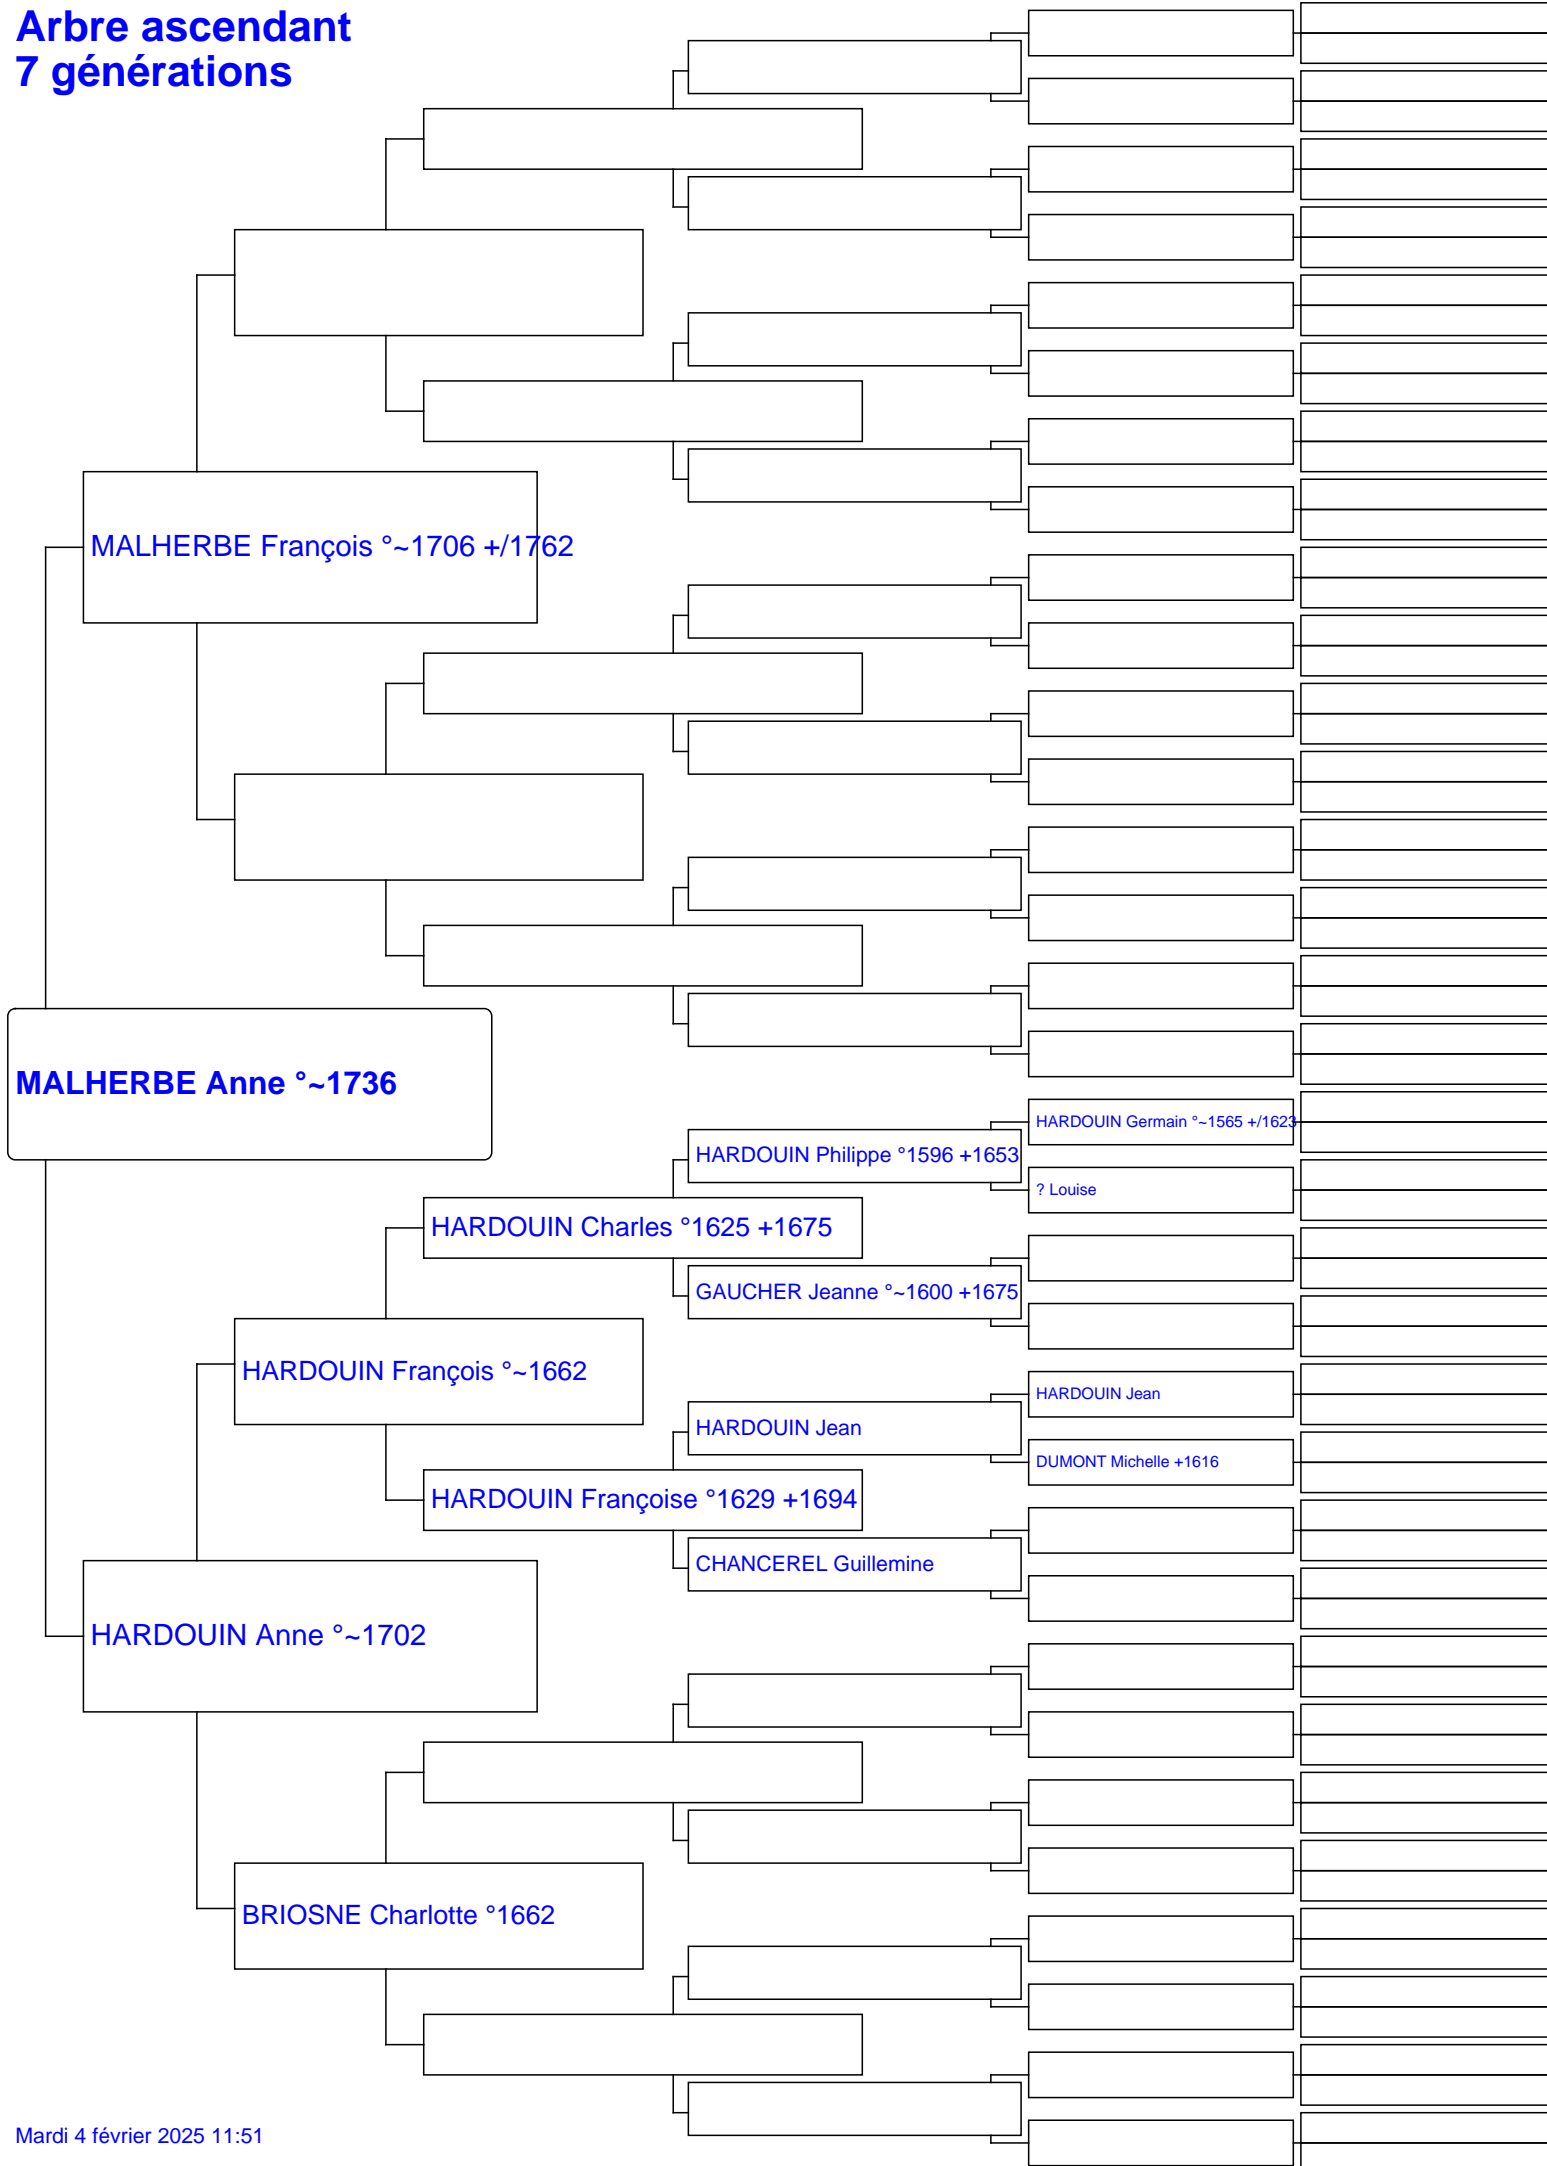 Arbre ascendant
7 générations
MALHERBE François °~1706 +/1762
MALHERBE Anne °~1736
HARDOUIN Germain °~1565 +/1623
HARDOUIN Philippe °1596 +1653
? Louise
HARDOUIN Charles °1625 +1675
GAUCHER Jeanne °~1600 +1675
HARDOUIN François °~1662
HARDOUIN Jean
HARDOUIN Jean
DUMONT Michelle +1616
HARDOUIN Françoise °1629 +1694
CHANCEREL Guillemine
HARDOUIN Anne °~1702
BRIOSNE Charlotte °1662
Mardi 4 février 2025 11:51